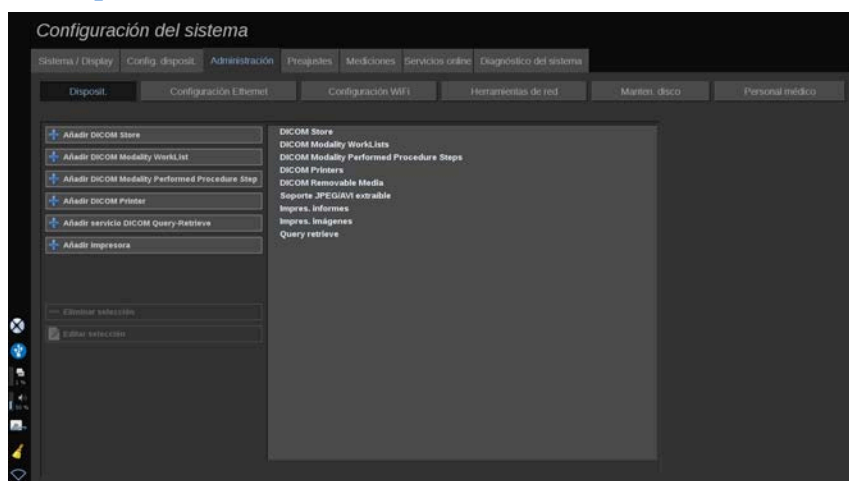 Configuración del sistema
Sistema / Display Config. disposit. Administración Preajustes Mediciones Servicios online Diagnóstico del sistema
Disposit. Configuración Ethernet Configuración WiFi Herramientas de red Manten. disco Personal médico
Añadir DICOM Store
Añadir DICOM Modality WorkList
Añadir DICOM Modality Performed Procedure Step
Añadir DICOM Printer
Añadir servicio DICOM Query-Retrieve
Añadir impresora
Eliminar selección
Editar selección
DICOM Store
DICOM Modality WorkLists
DICOM Modality Performed Procedure Steps
DICOM Printers
DICOM Removable Media
Soporte JPEG/AVI extraíble
Impres. informes
Impres. imágenes
Query retrieve
1 %